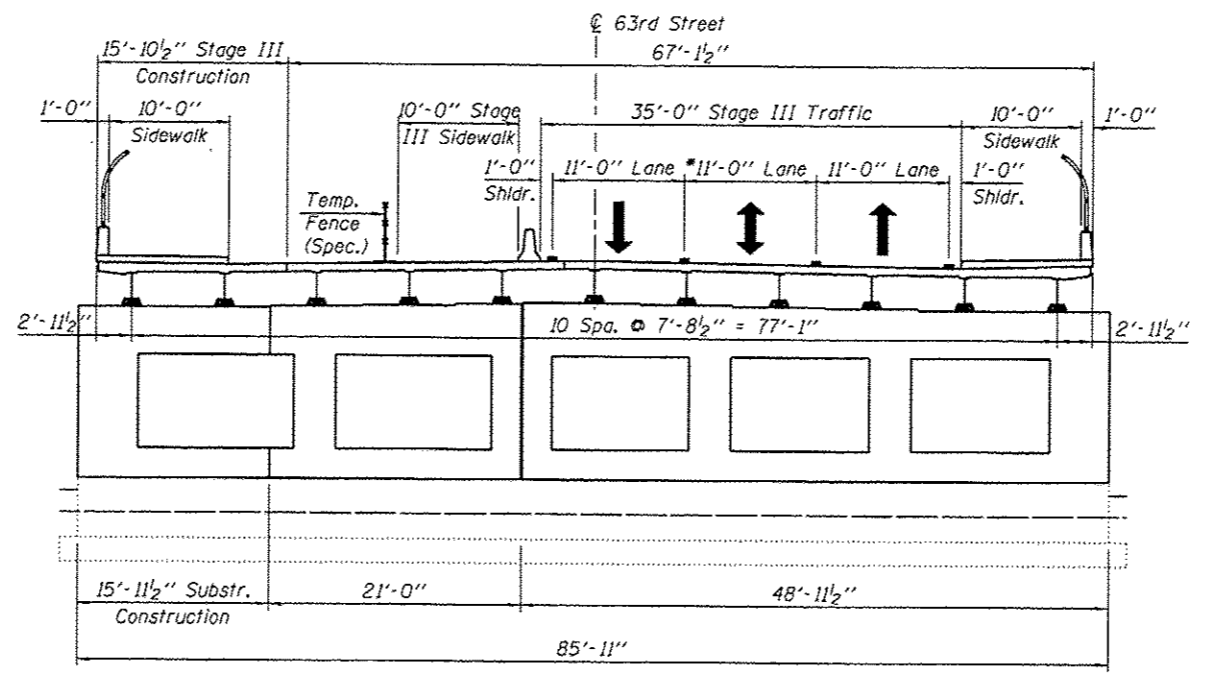 ℄ 63rd Street
15'-10½" Stage III
Construction
67'-1½"
1'-0"
10'-0"
Sidewalk
10'-0" Stage
III Sidewalk
35'-0" Stage III Traffic
10'-0"
Sidewalk
1'-0"
1'-0"
Shldr.
11'-0" Lane
*11'-0" Lane
11'-0" Lane
1'-0"
Shldr.
Temp.
Fence
(Spec.)
2'-11½"
10 Spa. @ 7'-8½" = 77'-1"
2'-11½"
15'-11½" Substr.
Construction
21'-0"
48'-11½"
85'-11"